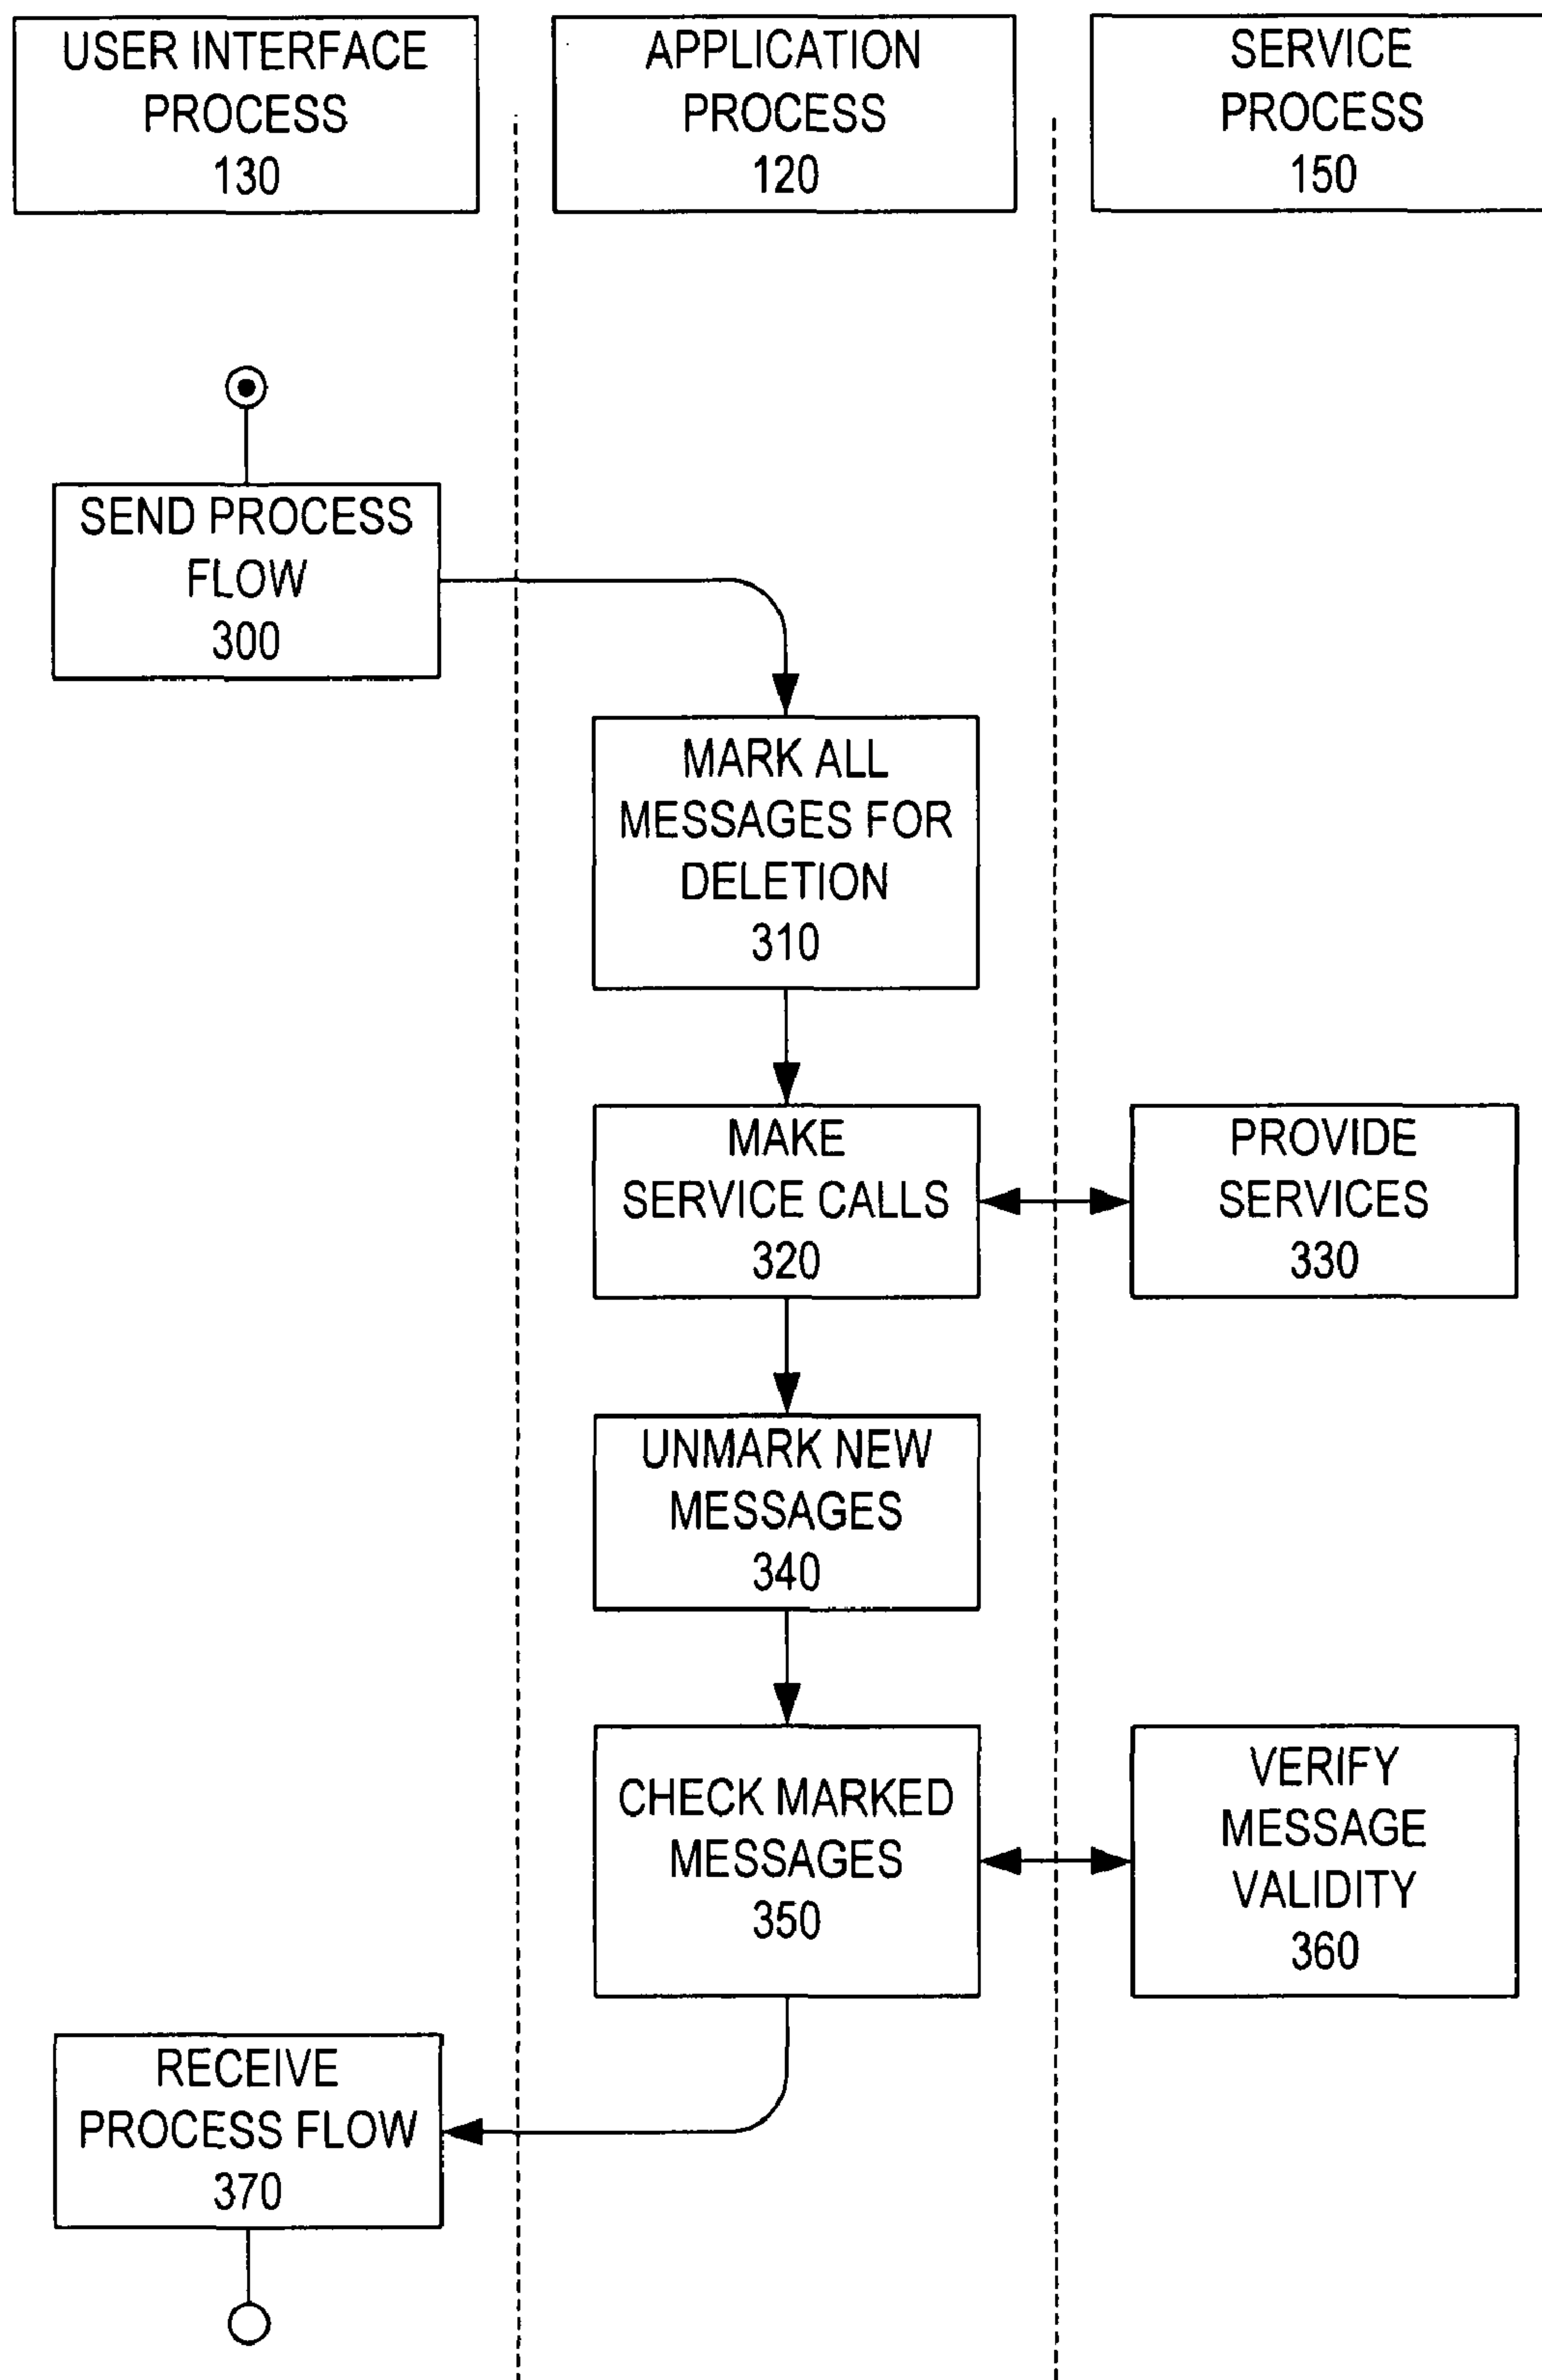 USER INTERFACE
PROCESS
130
APPLICATION
PROCESS
120
SERVICE
PROCESS
150
SEND PROCESS
FLOW
300
MARK ALL
MESSAGES FOR
DELETION
310
MAKE
SERVICE CALLS
320
PROVIDE
SERVICES
330
UNMARK NEW
MESSAGES
340
CHECK MARKED
MESSAGES
350
VERIFY
MESSAGE
VALIDITY
360
RECEIVE
PROCESS FLOW
370